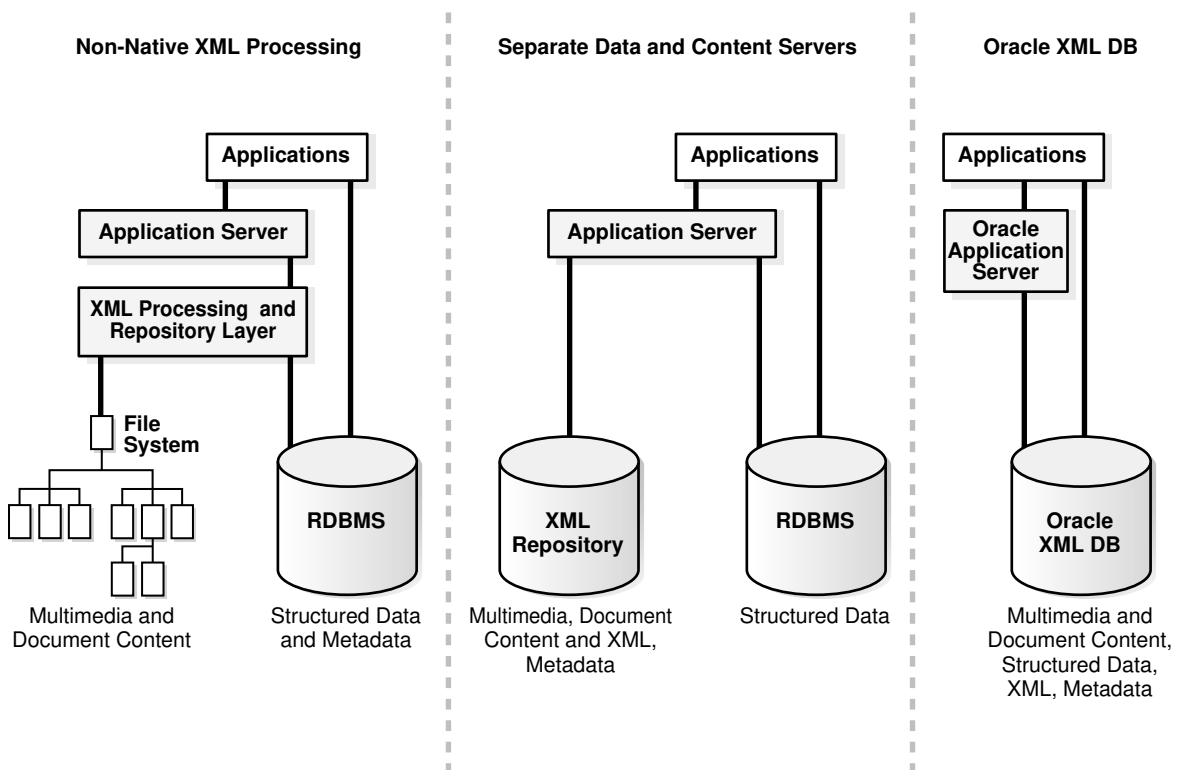 Non-Native XML Processing
Applications
Application Server
XML Processing and
Repository Layer
File
System
RDBMS
Multimedia and
Document Content
Structured Data
and Metadata
Separate Data and Content Servers
Applications
Application Server
XML
Repository
RDBMS
Multimedia, Document
Content and XML,
Metadata
Structured Data
Oracle XML DB
Applications
Oracle
Application
Server
Oracle
XML DB
Multimedia and
Document Content,
Structured Data,
XML, Metadata